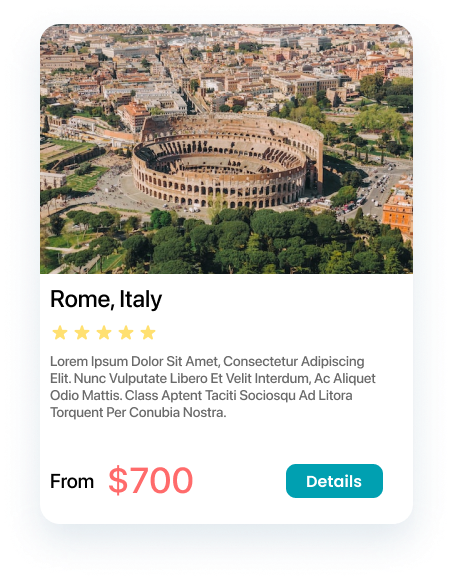 Rome, Italy
Lorem Ipsum Dolor Sit Amet, Consectetur Adipiscing
Elit. Nunc Vulputate Libero Et Velit Interdum, Ac Aliquet
Odio Mattis. Class Aptent Taciti Sociosqu Ad Litora
Torquent Per Conubia Nostra.
From $700 Details